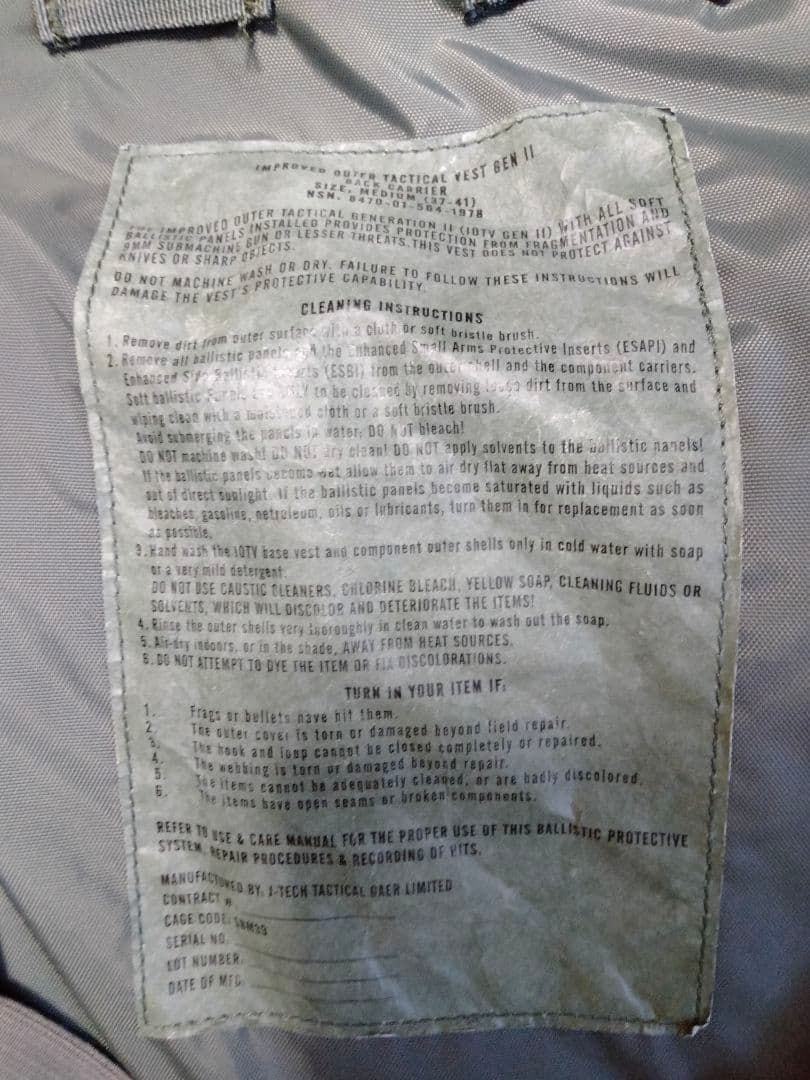 IMPROVED OUTER TACTICAL VEST GEN II
BACK CARRIER
SIZE, MEDIUM (37-41)
NSN. 8470-01-584-1978
THE IMPROVED OUTER TACTICAL GENERATION II (IOTV GEN II) WITH ALL SOFT
BALLISTIC PANELS INSTALLED PROVIDES PROTECTION FROM FRAGMENTATION AND
9MM SUBMACHINE GUN OR LESSER THREATS.THIS VEST DOES NOT PROTECT AGAINST
KNIVES OR SHARP OBJECTS.
DO NOT MACHINE WASH OR DRY. FAILURE TO FOLLOW THESE INSTRUCTIONS WILL
DAMAGE THE VEST'S PROTECTIVE CAPABILITY.
CLEANING INSTRUCTIONS
1. Remove dirt from outer surface with a cloth or soft bristle brush.
2. Remove all ballistic panels and the Enhanced Small Arms Protective Inserts (ESAPI) and
Enhanced Side Ballistic Inserts (ESBI) from the outer shell and the component carriers.
Soft ballistic Panels are ONLY to be cleaned by removing loose dirt from the surface and
wiping clean with a moistened cloth or a soft bristle brush.
Avoid submerging the panels in water; DO NOT bleach!
DO NOT machine wash! DO NOT dry clean! DO NOT apply solvents to the ballistic panels!
If the ballistic panels become wet allow them to air dry flat away from heat sources and
out of direct sunlight. If the ballistic panels become saturated with liquids such as
bleaches, gasoline, petroleum, oils or lubricants, turn them in for replacement as soon
as possible.
3. Hand wash the IOTV base vest and component outer shells only in cold water with soap
or a very mild detergent.
DO NOT USE CAUSTIC CLEANERS, CHLORINE BLEACH, YELLOW SOAP, CLEANING FLUIDS OR
SOLVENTS, WHICH WILL DISCOLOR AND DETERIORATE THE ITEMS!
4. Rinse the outer shells very thoroughly in clean water to wash out the soap.
5. Air-dry indoors, or in the shade, AWAY FROM HEAT SOURCES.
6. DO NOT ATTEMPT TO DYE THE ITEM OR FIX DISCOLORATIONS.
TURN IN YOUR ITEM IF:
1. Frags or bullets have hit them.
2. The outer cover is torn or damaged beyond field repair.
3. The hook and loop cannot be closed completely or repaired.
4. The webbing is torn or damaged beyond repair.
5. The items cannot be adequately cleaned, or are badly discolored.
6. The items have open seams or broken components.
REFER TO USE & CARE MANUAL FOR THE PROPER USE OF THIS BALLISTIC PROTECTIVE
SYSTEM, REPAIR PROCEDURES & RECORDING OF HITS.
MANUFACTURED BY. I-TECH TACTICAL GAER LIMITED
CONTRACT #
CAGE CODE.
SERIAL NO.
LOT NUMBER.
DATE OF MFG